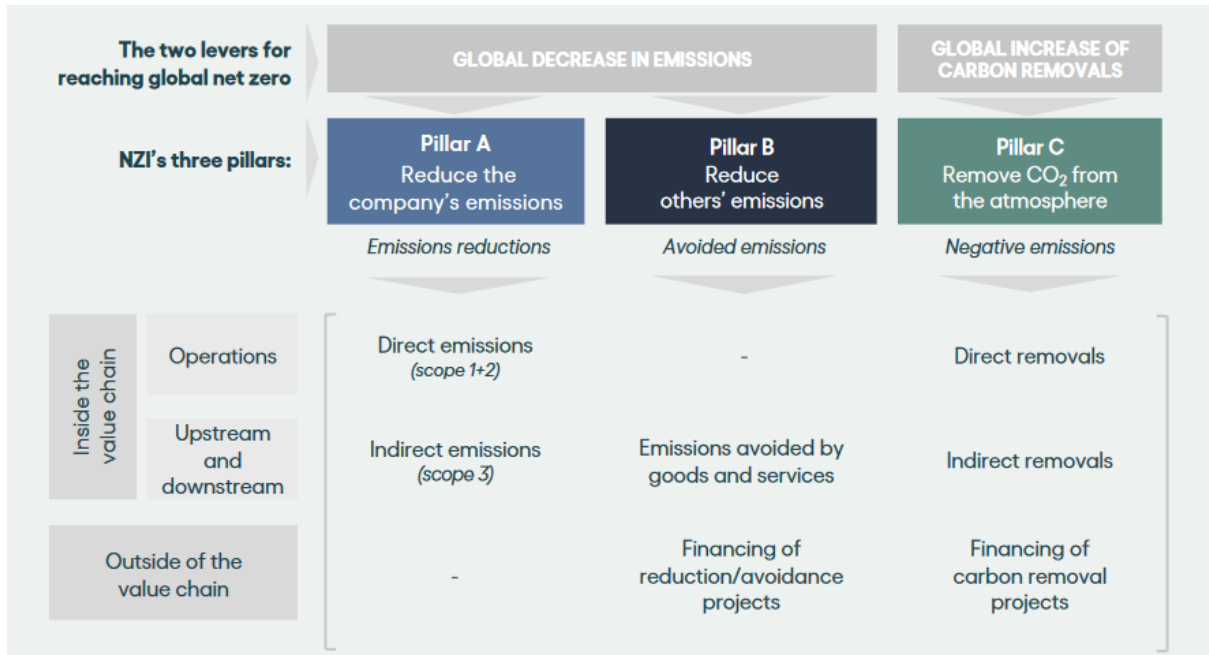 The two levers for
reaching global net zero
GLOBAL DECREASE IN EMISSIONS
GLOBAL INCREASE OF
CARBON REMOVALS
NZI's three pillars:
Pillar A
Reduce the
company's emissions
Pillar B
Reduce
others' emissions
Pillar C
Remove CO₂ from
the atmosphere
Emissions reductions
Avoided emissions
Negative emissions
Inside the
value chain
Operations
Direct emissions
(scope 1+2)
-
Direct removals
Upstream
and
downstream
Indirect emissions
(scope 3)
Emissions avoided by
goods and services
Indirect removals
Outside of the
value chain
-
Financing of
reduction/avoidance
projects
Financing of
carbon removal
projects